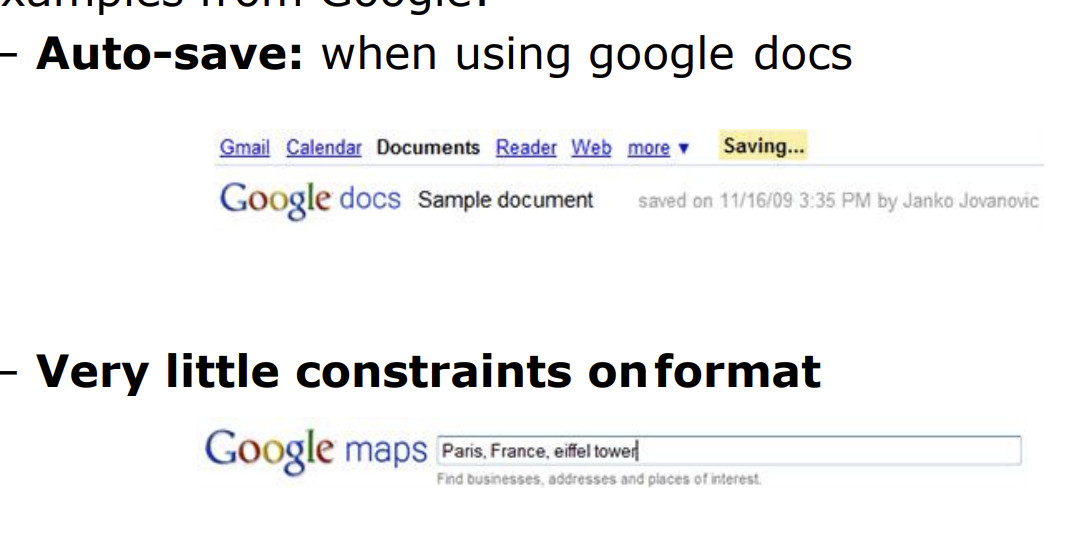 xamples from Google:
– Auto-save: when using google docs
Gmail Calendar Documents Reader Web more ▼ Saving...
Google docs Sample document saved on 11/16/09 3:35 PM by Janko Jovanovic
– Very little constraints on format
Google maps Paris, France, eiffel tower
Find businesses, addresses and places of interest.